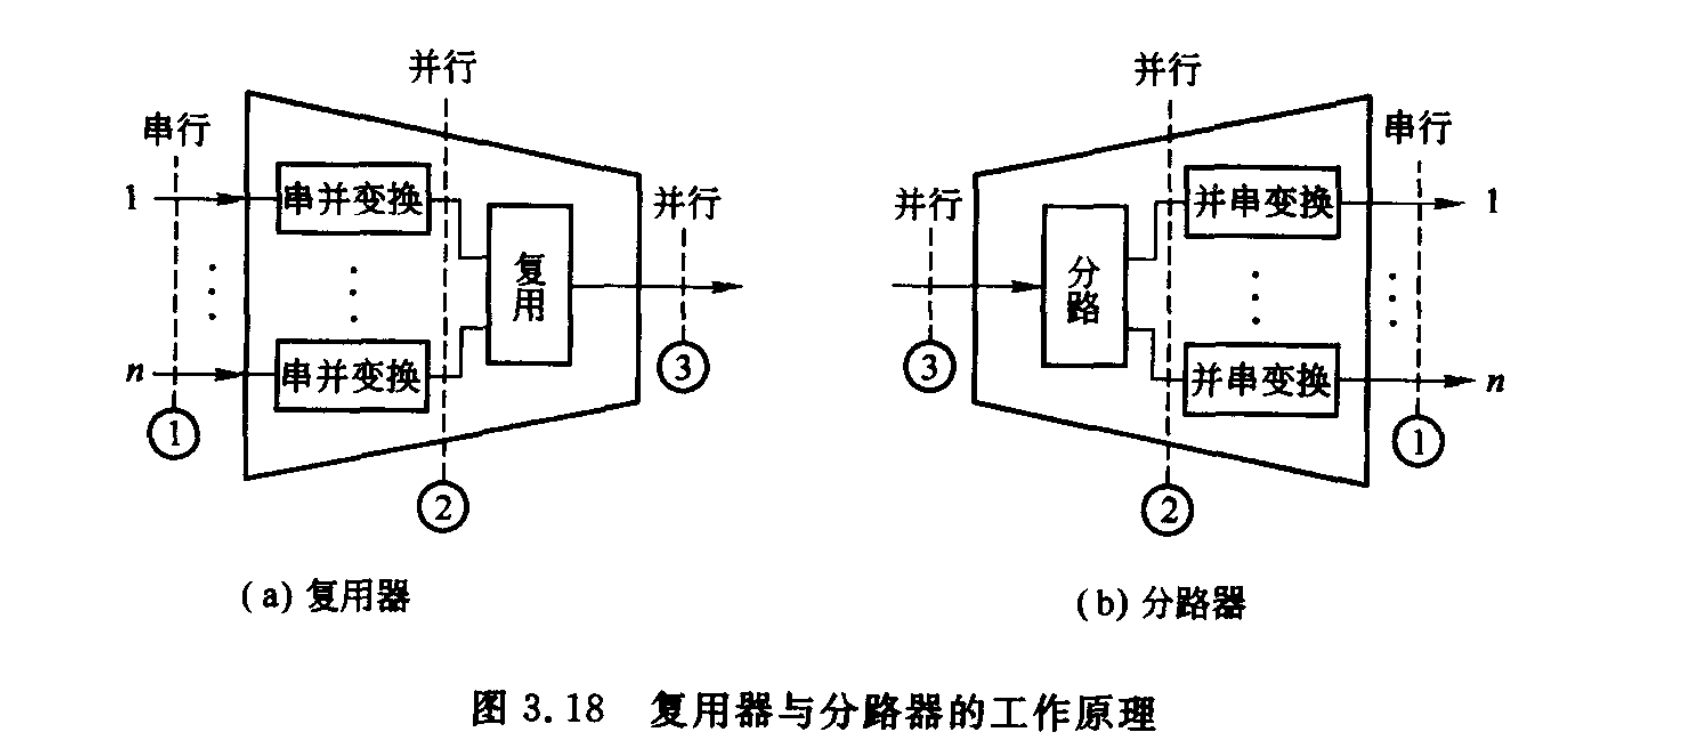 并行
串行
1
串并变换
复用
并行
n
串并变换
①
②
③
(a) 复用器
并行
串行
并行
分路
并串变换
1
并串变换
n
③
②
①
(b) 分路器
图 3.18 复用器与分路器的工作原理